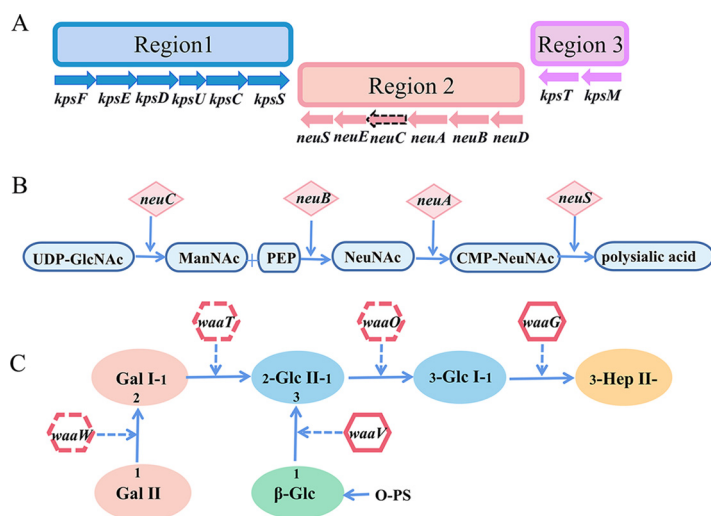 A
Region1
Region 3
kpsF kpsE kpsD kpsU kpsC kpsS
kpsT kpsM
Region 2
neuS neuE neuC neuA neuB neuD
B
neuC neuB neuA neuS
UDP-GlcNAc ManNAc + PEP NeuNAc CMP-NeuNAc polysialic acid
waaT waaO waaG
C
Gal I-1 2-Glc II-1 3-Glc I-1 3-Hep II-
2 3
waaW waaV
1 1
Gal II β-Glc O-PS